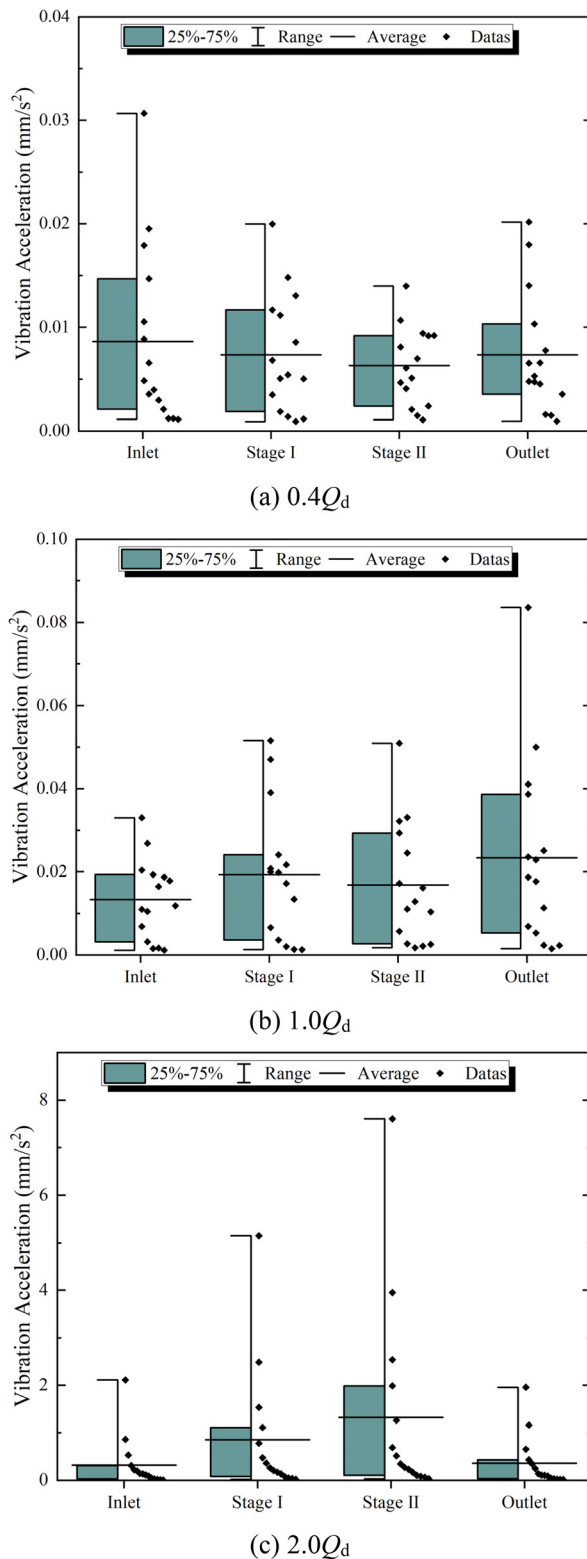 25%-75% Range Average Datas
Vibration Acceleration (mm/s²)
0.04
0.03
0.02
0.01
0.00
Inlet Stage I Stage II Outlet
(a) 0.4Qd
25%-75% Range Average Datas
Vibration Acceleration (mm/s²)
0.10
0.08
0.06
0.04
0.02
0.00
Inlet Stage I Stage II Outlet
(b) 1.0Qd
25%-75% Range Average Datas
Vibration Acceleration (mm/s²)
8
6
4
2
0
Inlet Stage I Stage II Outlet
(c) 2.0Qd